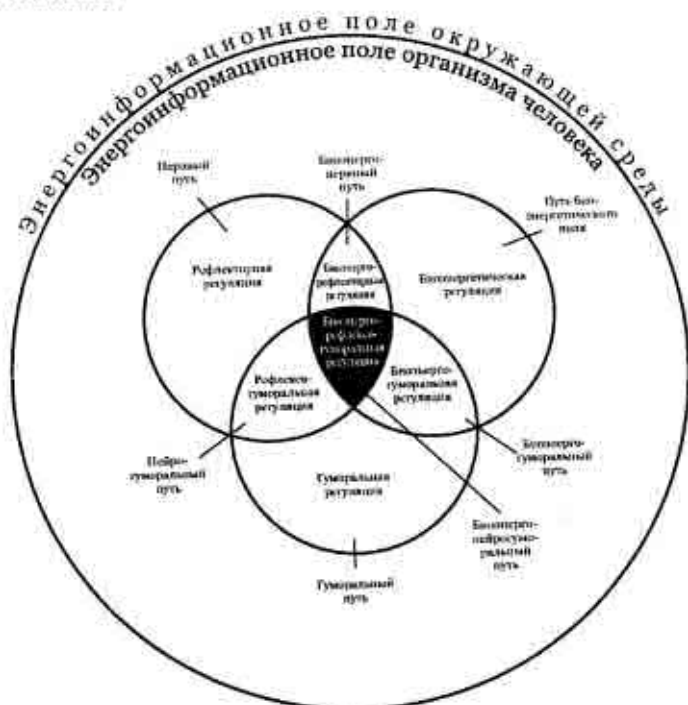 Энергоинформационное поле окружающей среды
Энергоинформационное поле организма человека
Нервный
путь
Биоэнерго-
нервный
путь
Путь био-
энергетического
поля
Рефлекторная
регуляция
Биоэнерго-
рефлекторная
регуляция
Биоэнергетическая
регуляция
Биоэнерго-
рефлекс-
гуморальная
регуляция
Рефлексо-
гуморальная
регуляция
Биоэнерго-
гуморальная
регуляция
Нейро-
гуморальный
путь
Гуморальная
регуляция
Биоэнерго-
гуморальный
путь
Биоэнерго-
нейрогумо-
ральный
путь
Гуморальный
путь